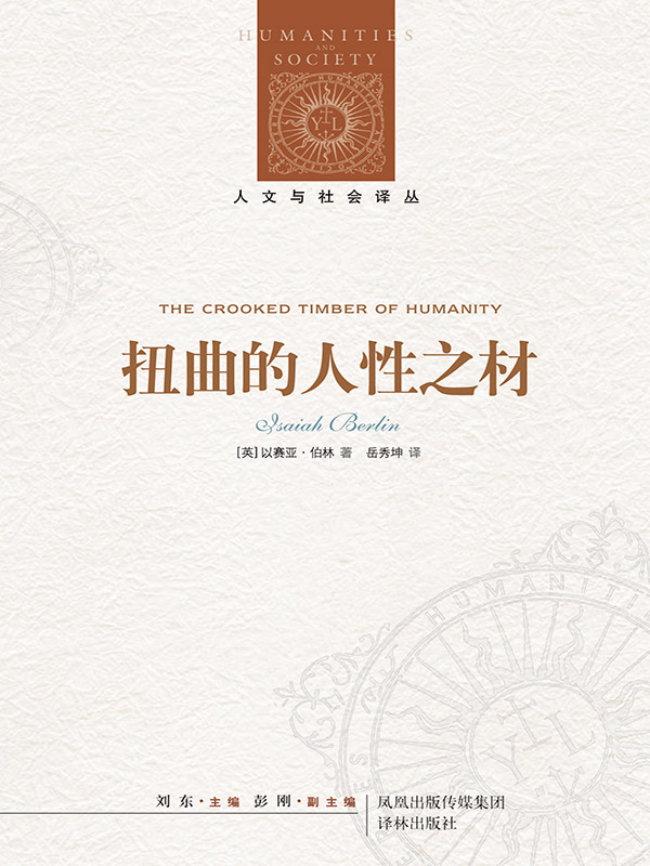 HUMANITIES
AND
SOCIETY
Y L
人文与社会译丛
THE CROOKED TIMBER OF HUMANITY
扭曲的人性之材
Isaiah Berlin
[英]以赛亚·伯林 著 岳秀坤 译
HUMANITIES
Y L
刘东·主编 彭刚·副主编
凤凰出版传媒集团
译林出版社